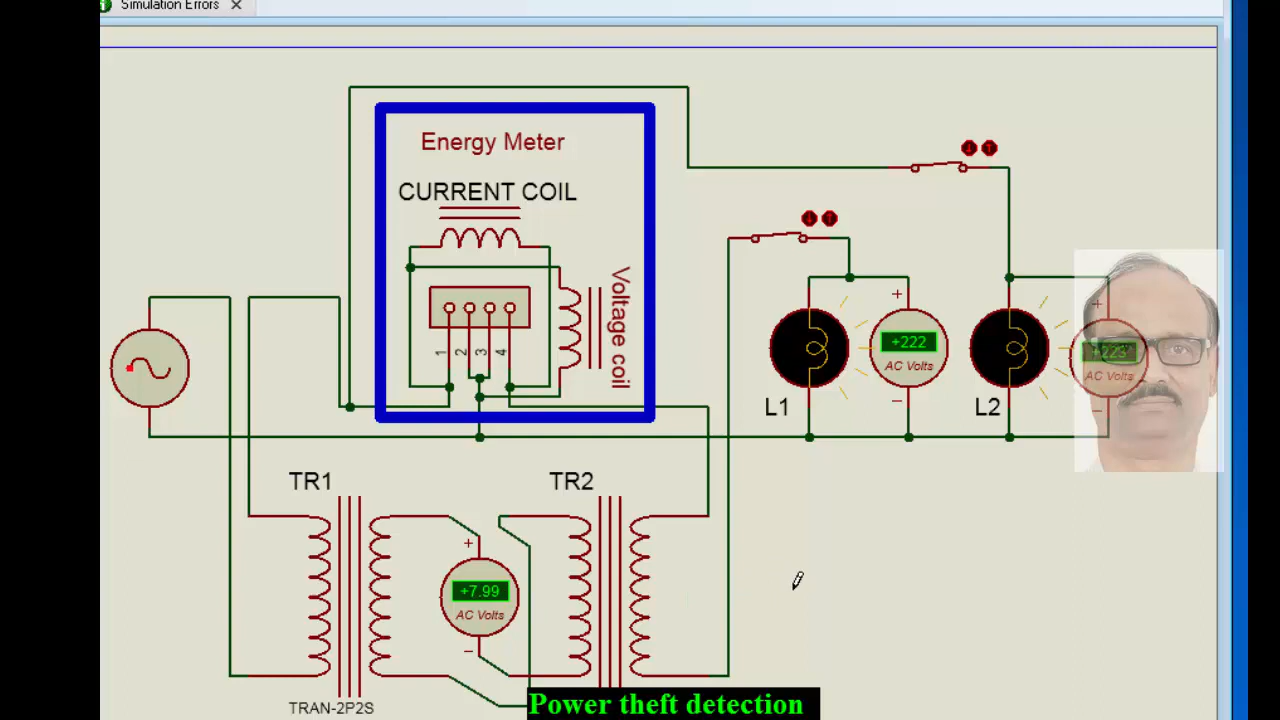 Simulation Errors
Energy Meter
CURRENT COIL
Voltage coil
1
2
3
4
+
+222
AC Volts
−
L1
+
+223
AC Volts
−
L2
TR1
TR2
+
+7.99
AC Volts
−
TRAN-2P2S
Power theft detection